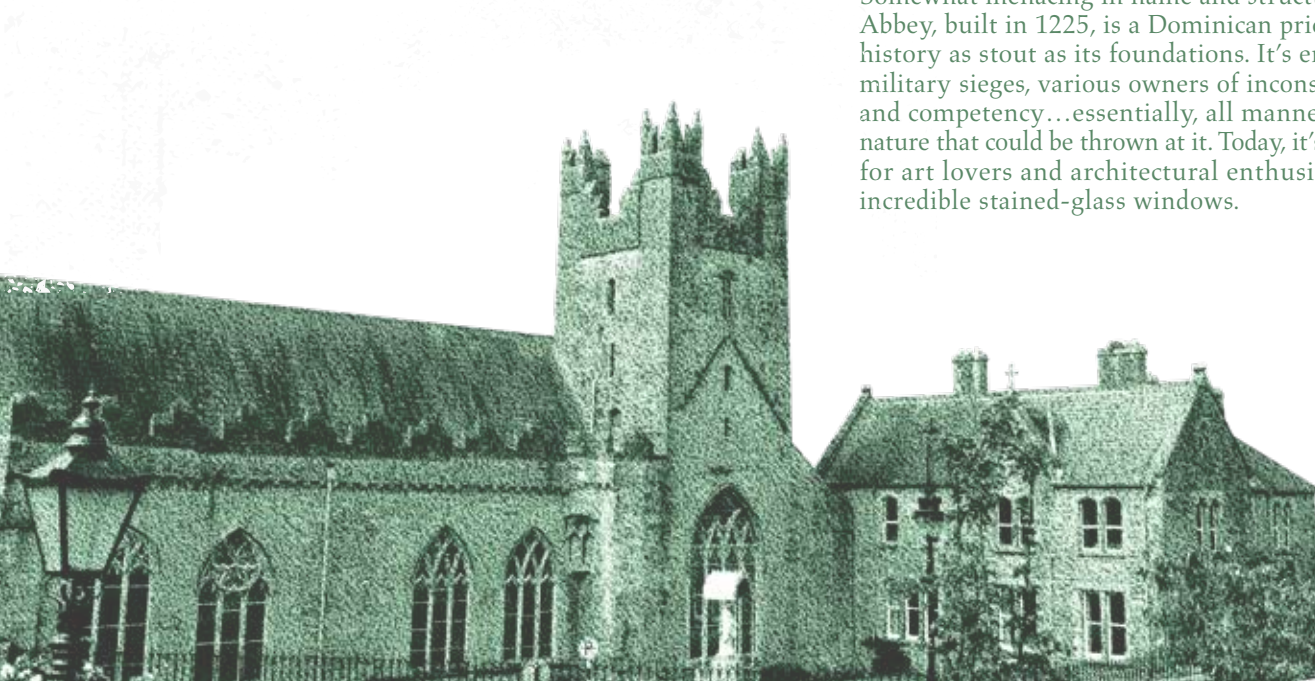 Somewhat menacing in name and
Abbey, built in 1225, is a Dominican
history as stout as its foundations. It’s
military sieges, various owners of
and competency…essentially, all
nature that could be thrown at it. Today,
for art lovers and architectural
incredible stained-glass windows.
P